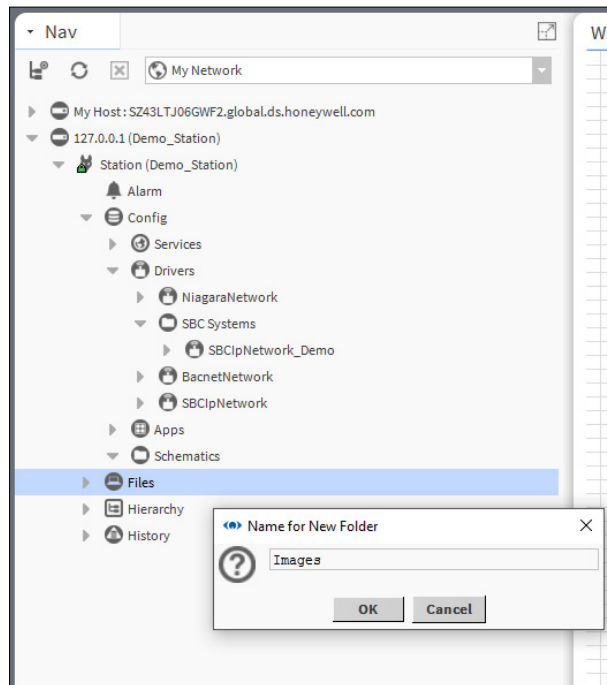 Nav
W
My Network
My Host : SZ43LTJ06GWF2.global.ds.honeywell.com
127.0.0.1 (Demo_Station)
Station (Demo_Station)
Alarm
Config
Services
Drivers
NiagaraNetwork
SBC Systems
SBCIpNetwork_Demo
BacnetNetwork
SBCIpNetwork
Apps
Schematics
Files
Hierarchy
History
Name for New Folder
Images
OK Cancel